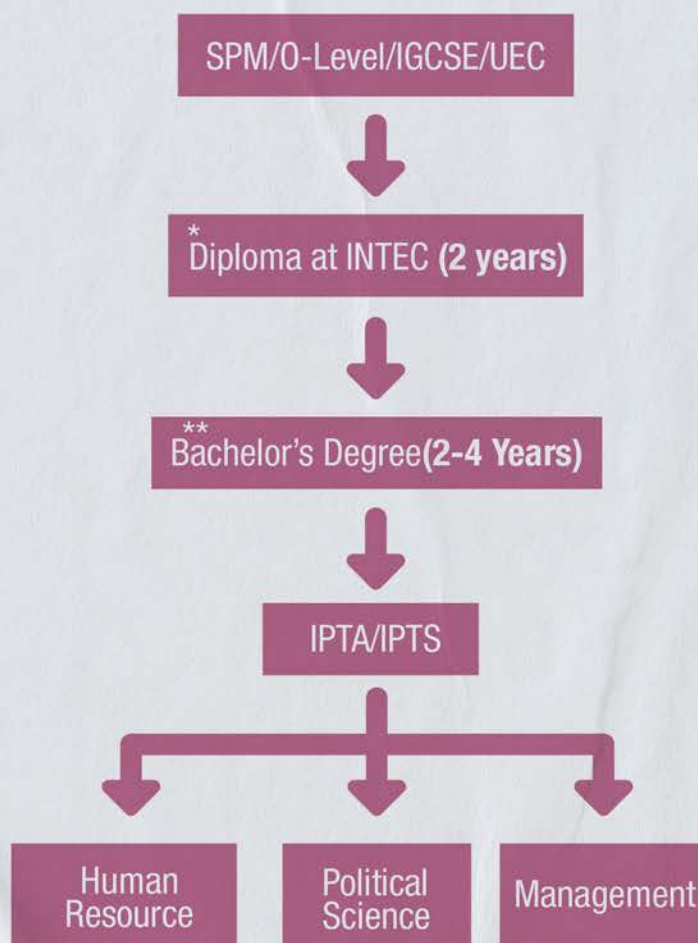 SPM/O-Level/IGCSE/UEC
*Diploma at INTEC (2 years)
**Bachelor's Degree(2-4 Years)
IPTA/IPTS
Human
Resource
Political
Science
Management